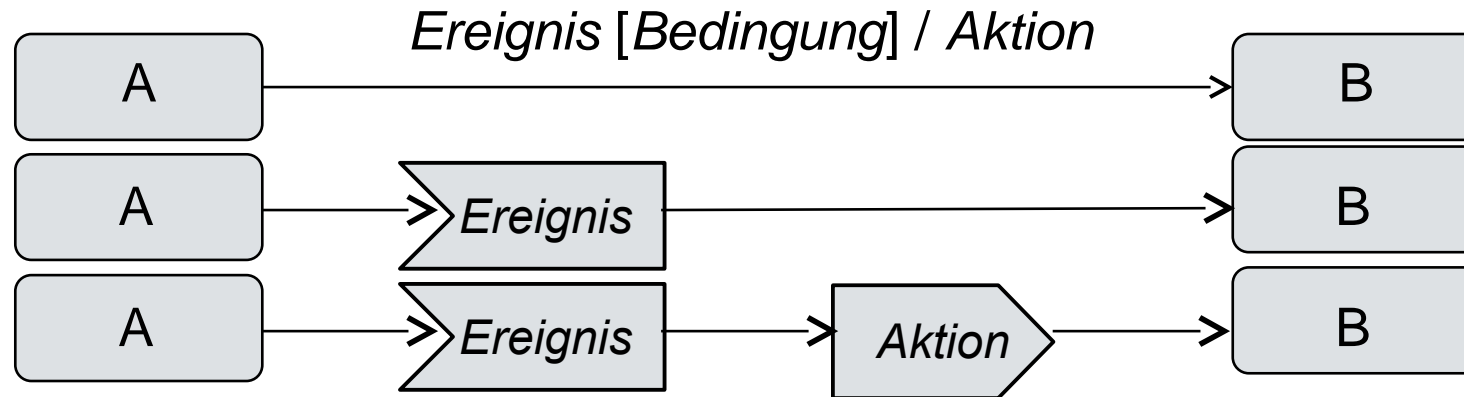 Ereignis [Bedingung] / Aktion
A B
A Ereignis B
A Ereignis Aktion B